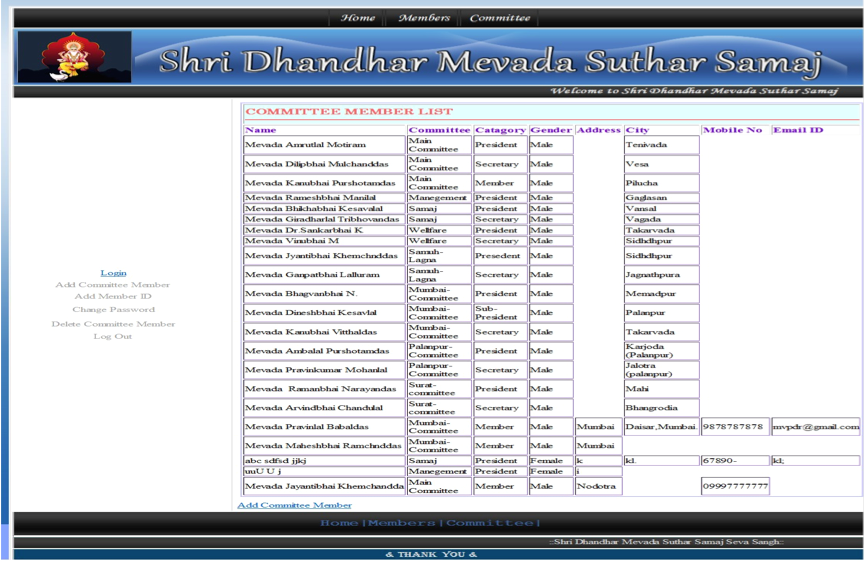 Home Members Committee
Shri Dhandhar Mevada Suthar Samaj
Welcome to Shri Dhandhar Mevada Suthar Samaj
COMMITTEE MEMBER LIST
Name Committee Catagory Gender Address City Mobile No Email ID
Mevada Amrutlal Motiram Main Committee President Male Tenivada
Mevada Dilipbhai Mulchanddas Main Committee Secretary Male Vesa
Mevada Kanubhai Purshotamdas Main Committee Member Male Pilucha
Mevada Rameshbhai Manilal Manegement President Male Gaglasan
Mevada Bhikhabhai Kesavalal Samaj President Male Vansal
Mevada Giradharlal Tribhovandas Samaj Secretary Male Vagada
Mevada Dr.Sankarbhai K Wellfare President Male Takarvada
Mevada Vinubhai M Wellfare Secretary Male Sidhdhpur
Mevada Jyantibhai Khemchnddas Samuh-Lagna Presedent Male Sidhdhpur
Mevada Ganpatbhai Lalluram Samuh-Lagna Secretary Male Jagnathpura
Mevada Bhagvanbhai N. Mumbai-Committee President Male Memadpur
Mevada Dineshbhai Kesavlal Mumbai-Committee Sub-President Male Palanpur
Mevada Kanubhai Vitthaldas Mumbai-Committee Secretary Male Takarvada
Mevada Ambalal Purshotamdas Palanpur-Committee President Male Karjoda (Palanpur)
Mevada Pravinkumar Mohanlal Palanpur-Committee Secretary Male Jalotra (palanpur)
Mevada Ramanbhai Narayandas Surat-committee President Male Mahi
Mevada Arvindbhai Chandulal Surat-committee Secretary Male Bhangrodia
Mevada Pravinlal Babaldas Mumbai-Committee Member Male Mumbai Daisar,Mumbai. 9878787878 mvpdr@gmail.com
Mevada Maheshbhai Ramchnddas Mumbai-Committee Member Male Mumbai
abc sdfsd jjkj Samaj President Female k kl. 67890- kl;
uuU U j Manegement President Female i
Mevada Jayantibhai Khemchandda Main Committee Member Male Nodotra 09997777777
Login
Add Committee Member
Add Member ID
Change Password
Delete Committee Member
Log Out
Add Committee Member
Home|Members|Committee|
::Shri Dhandhar Mevada Suthar Samaj Seva Sangh::
& THANK YOU &